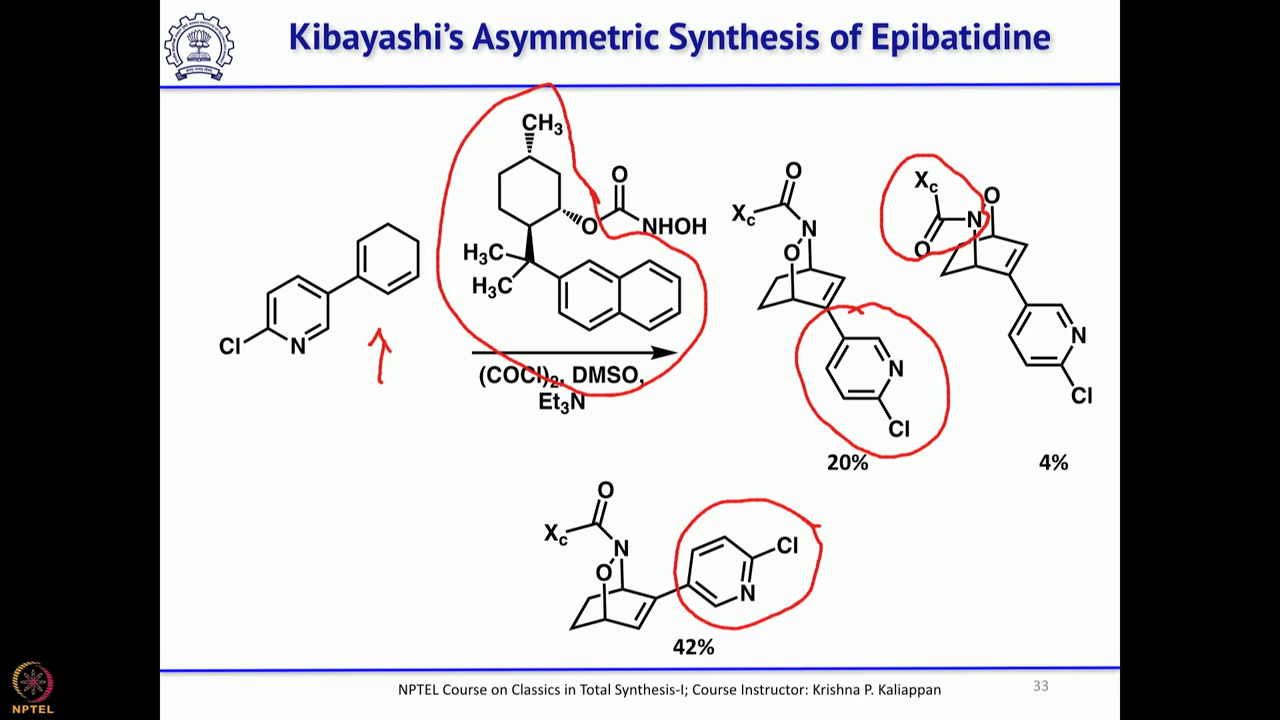 Kibayashi's Asymmetric Synthesis of Epibatidine
CH₃
O
O
NHOH
H₃C
H₃C
Cl
N
(COCl)₂, DMSO,
Et₃N
O
Xc
N
O
N
Cl
20%
Xc
O
N
O
N
Cl
4%
O
Xc
N
O
Cl
N
42%
NPTEL Course on Classics in Total Synthesis-I; Course Instructor: Krishna P. Kaliappan
33
NPTEL